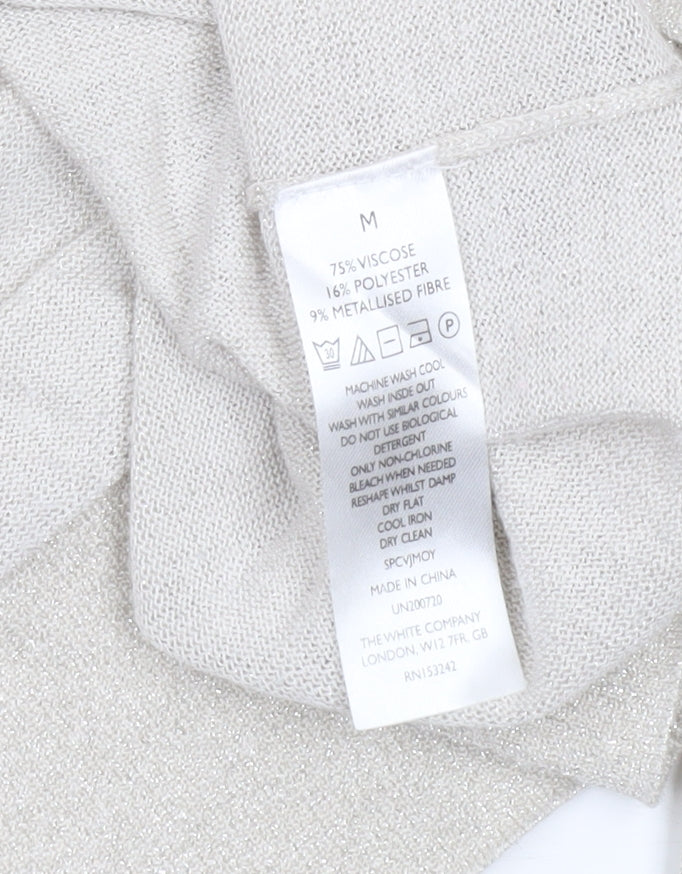 M
75% VISCOSE
16% POLYESTER
9% METALLISED FIBRE
30 P
MACHINE WASH COOL
WASH INSIDE OUT
WASH WITH SIMILAR COLOURS
DO NOT USE BIOLOGICAL
DETERGENT
ONLY NON-CHLORINE
BLEACH WHEN NEEDED
RESHAPE WHILST DAMP
DRY FLAT
COOL IRON
DRY CLEAN
SPCVJMOY
MADE IN CHINA
UN200720
THE WHITE COMPANY
LONDON, W12 7FR, GB
RN153242